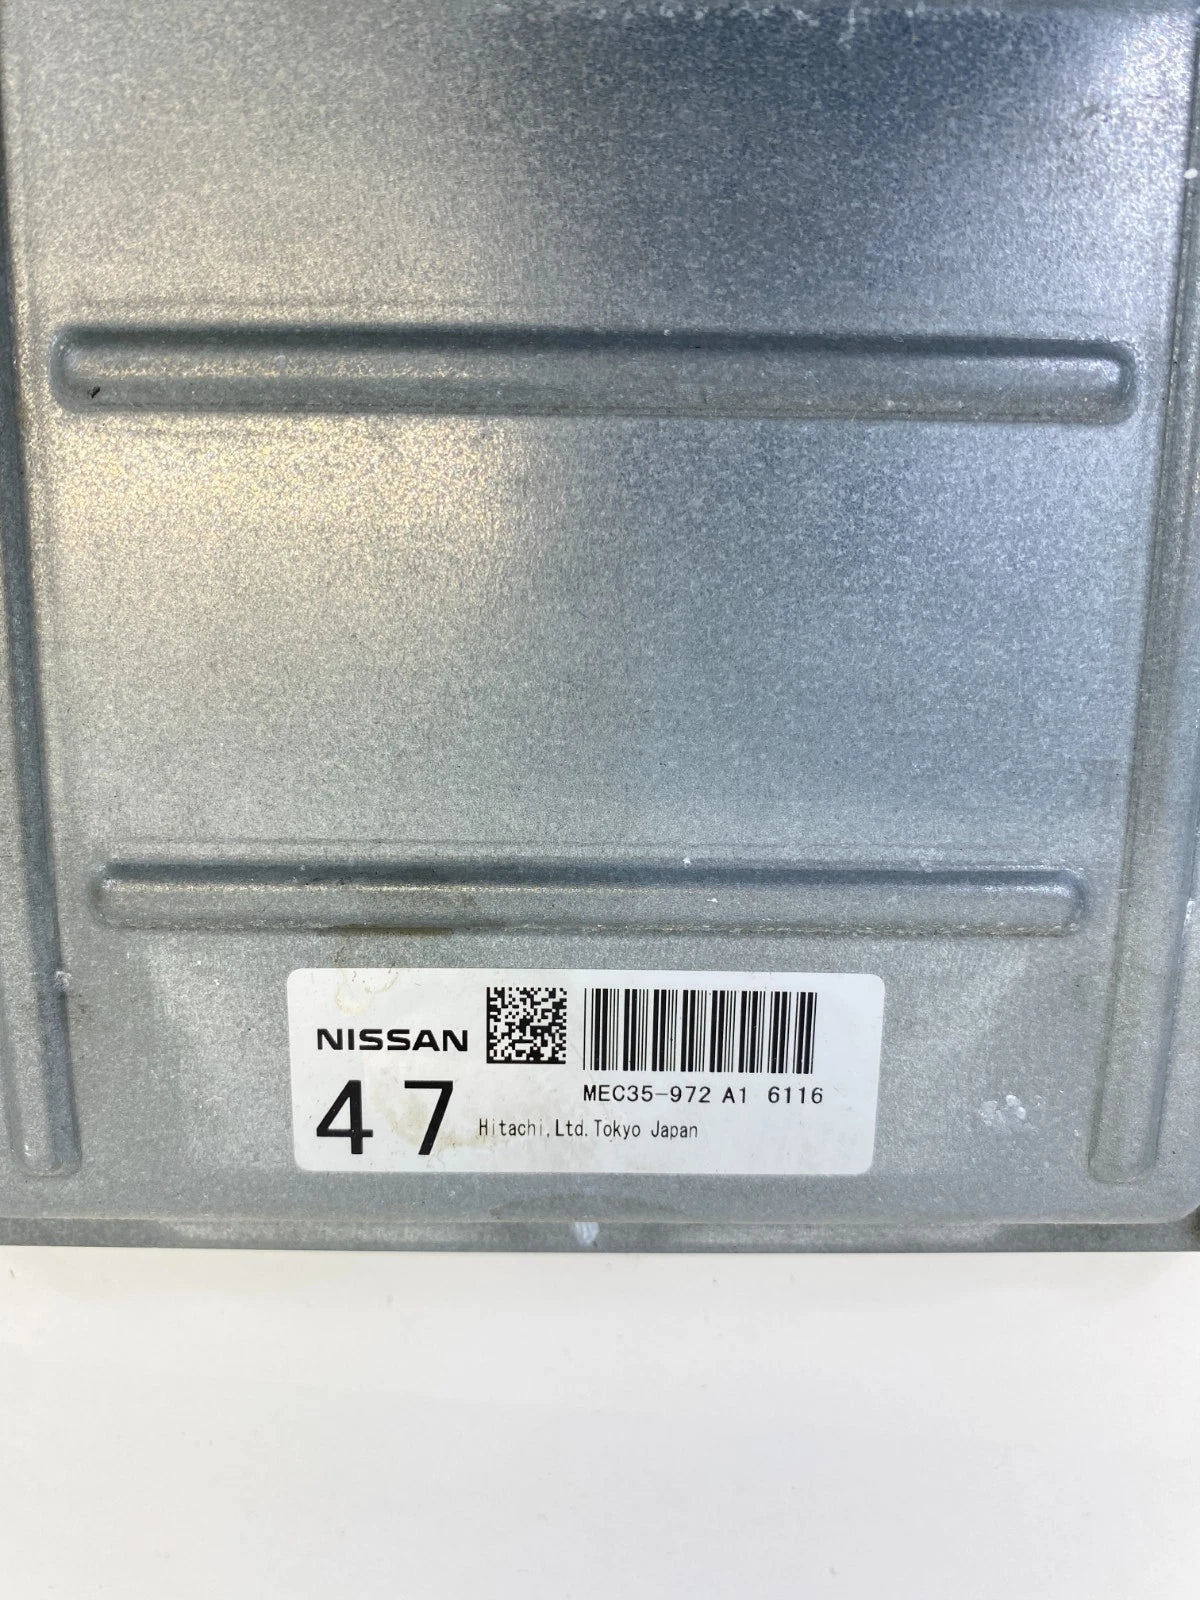 NISSAN
MEC35-972 A1 6116
47
Hitachi,Ltd.Tokyo Japan